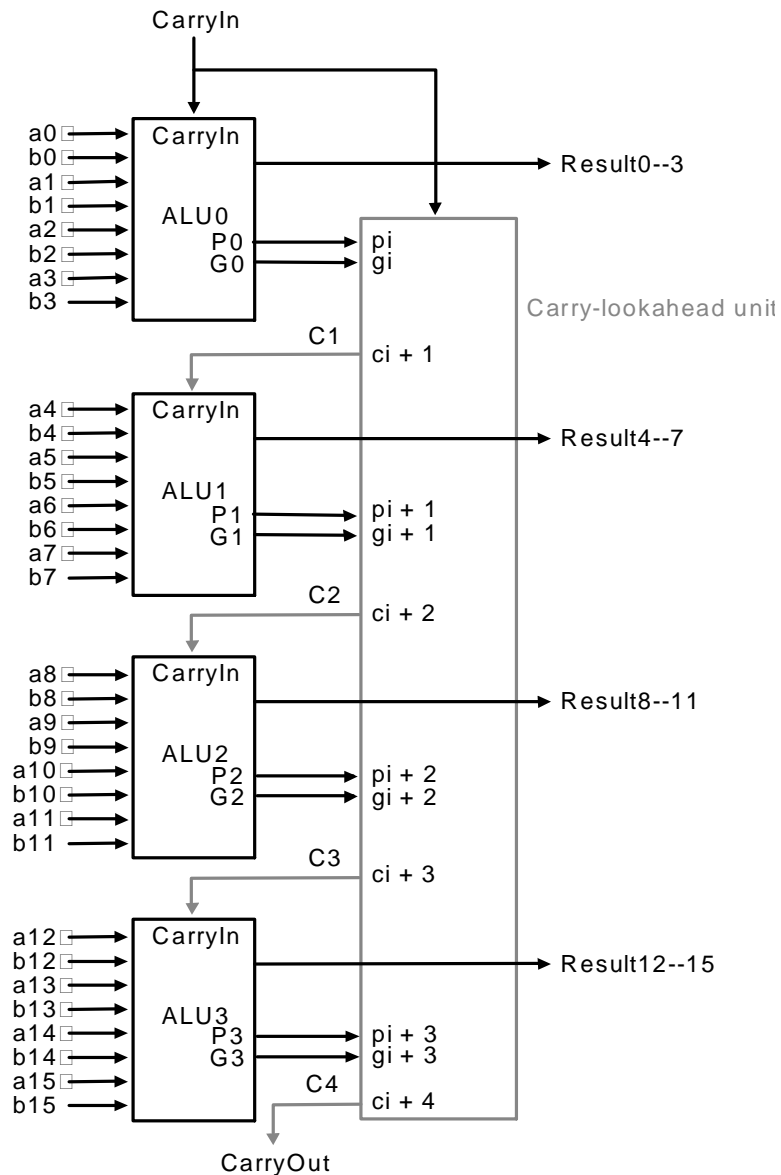 CarryIn
a0
b0
a1
b1
a2
b2
a3
b3
CarryIn
ALU0
P0
G0
Result0--3
pi
gi
Carry-lookahead unit
C1
ci + 1
a4
b4
a5
b5
a6
b6
a7
b7
CarryIn
ALU1
P1
G1
Result4--7
pi + 1
gi + 1
C2
ci + 2
a8
b8
a9
b9
a10
b10
a11
b11
CarryIn
ALU2
P2
G2
Result8--11
pi + 2
gi + 2
C3
ci + 3
a12
b12
a13
b13
a14
b14
a15
b15
CarryIn
ALU3
P3
G3
Result12--15
pi + 3
gi + 3
C4
ci + 4
CarryOut